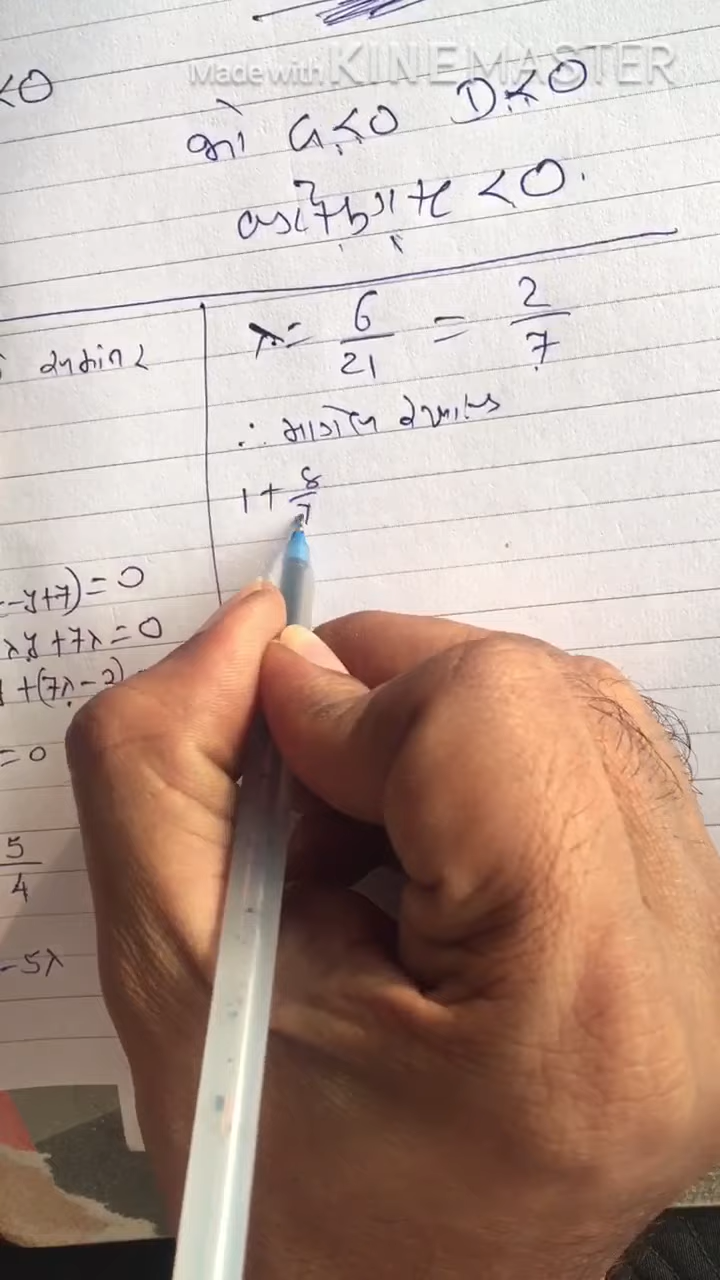 Made with KINEMASTER
<0
जो a<0 D<0
ax²+bx+c <0.
λ = 6/21 = 2/7
∴
1+8/7
-y+7)=0
λy+7λ=0
+(7λ-2)
=0
5/4
-5λ